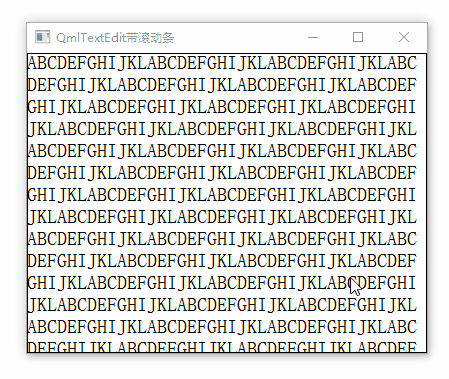 QmlTextEdit带滚动条
ABCDEFGHIJKLABCDEFGHIJKLABCDEFGHIJKLABC
DEFGHIJKLABCDEFGHIJKLABCDEFGHIJKLABCDEF
GHIJKLABCDEFGHIJKLABCDEFGHIJKLABCDEFGHI
JKLABCDEFGHIJKLABCDEFGHIJKLABCDEFGHIJKL
ABCDEFGHIJKLABCDEFGHIJKLABCDEFGHIJKLABC
DEFGHIJKLABCDEFGHIJKLABCDEFGHIJKLABCDEF
GHIJKLABCDEFGHIJKLABCDEFGHIJKLABCDEFGHI
JKLABCDEFGHIJKLABCDEFGHIJKLABCDEFGHIJKL
ABCDEFGHIJKLABCDEFGHIJKLABCDEFGHIJKLABC
DEFGHIJKLABCDEFGHIJKLABCDEFGHIJKLABCDEF
GHIJKLABCDEFGHIJKLABCDEFGHIJKLABCDEFGHI
JKLABCDEFGHIJKLABCDEFGHIJKLABCDEFGHIJKL
ABCDEFGHIJKLABCDEFGHIJKLABCDEFGHIJKLABC
DEFGHIJKLABCDEFGHIJKLABCDEFGHIJKLABCDEF